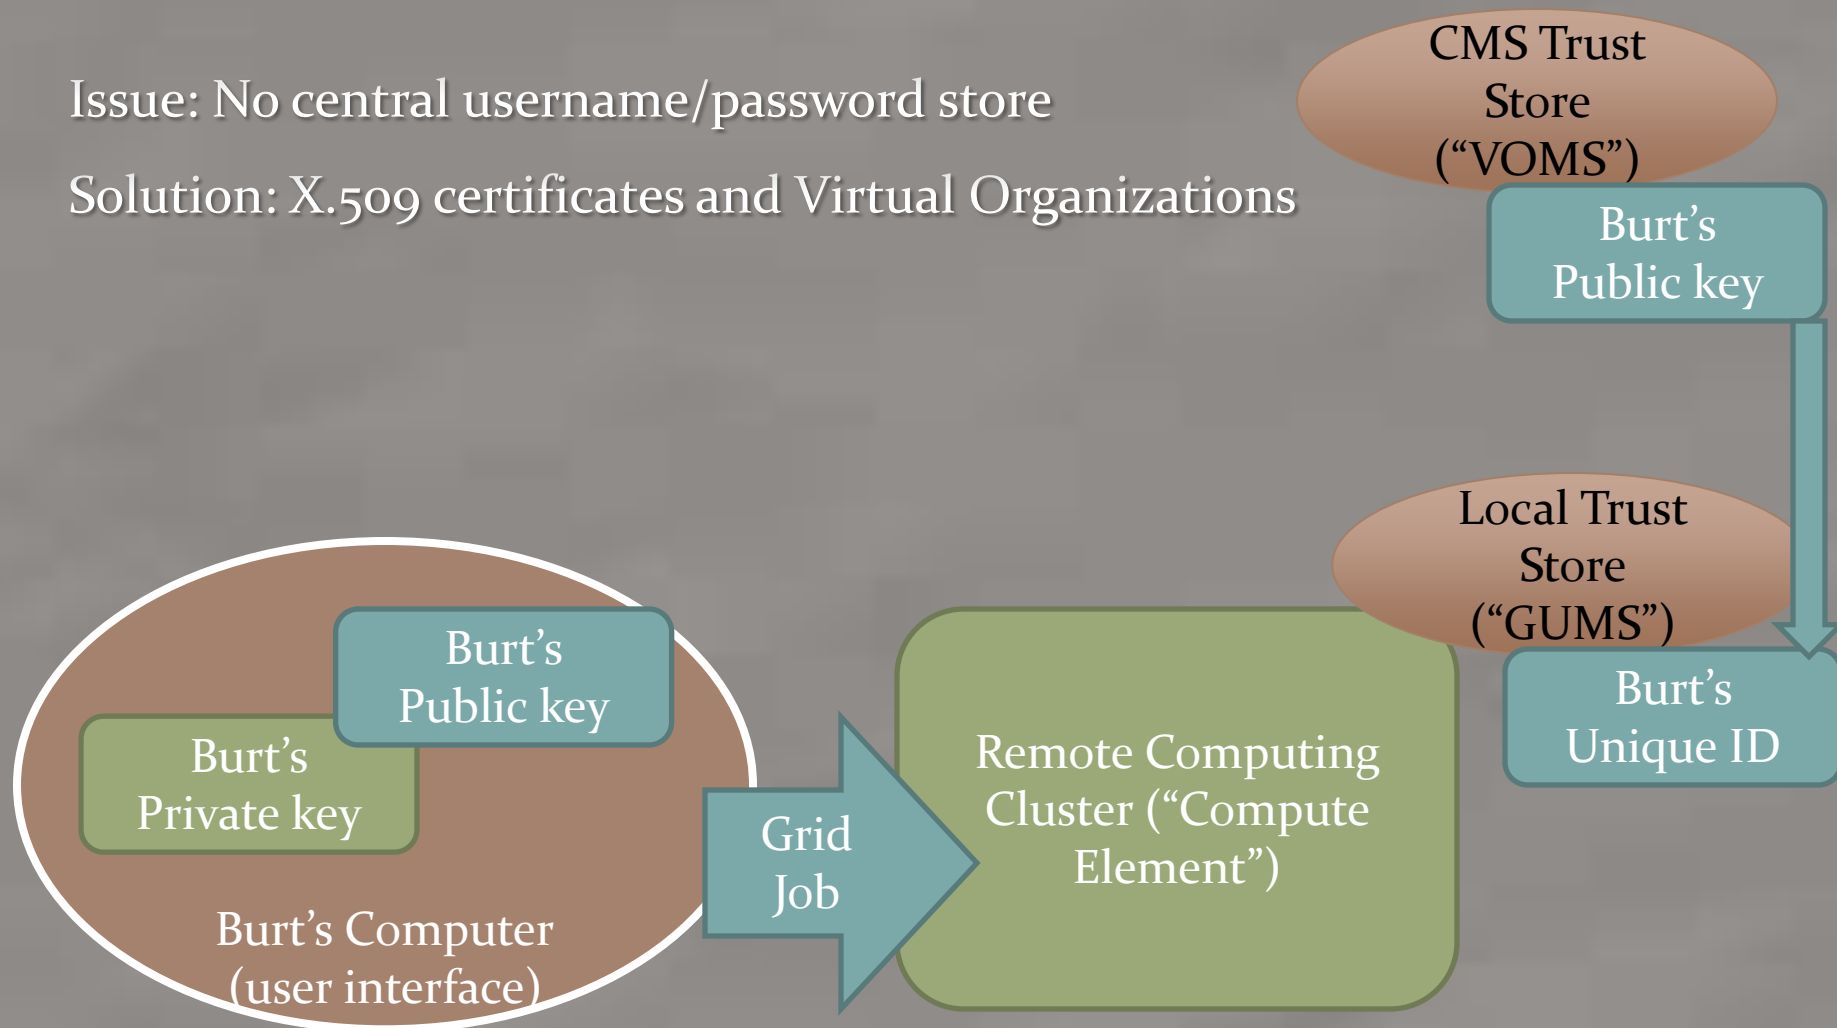 Issue: No central username/password store
Solution: X.509 certificates and Virtual Organizations
CMS Trust
Store
(“VOMS”)
Burt’s
Public key
Local Trust
Store
(“GUMS”)
Burt’s
Unique ID
Burt’s
Public key
Burt’s
Private key
Burt’s Computer
(user interface)
Grid
Job
Remote Computing
Cluster (“Compute
Element”)